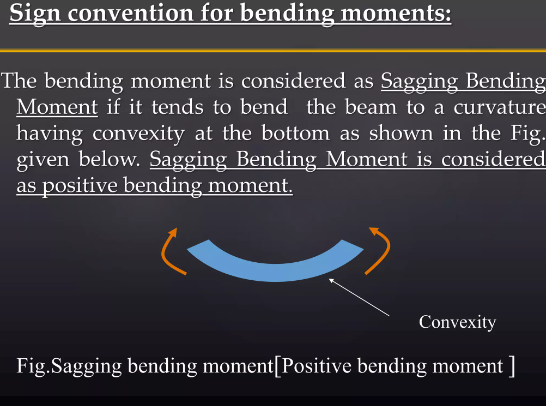 Sign convention for bending moments:
The bending moment is considered as Sagging Bending
Moment if it tends to bend the beam to a curvature
having convexity at the bottom as shown in the Fig.
given below. Sagging Bending Moment is considered
as positive bending moment.
Convexity
Fig.Sagging bending moment[Positive bending moment ]